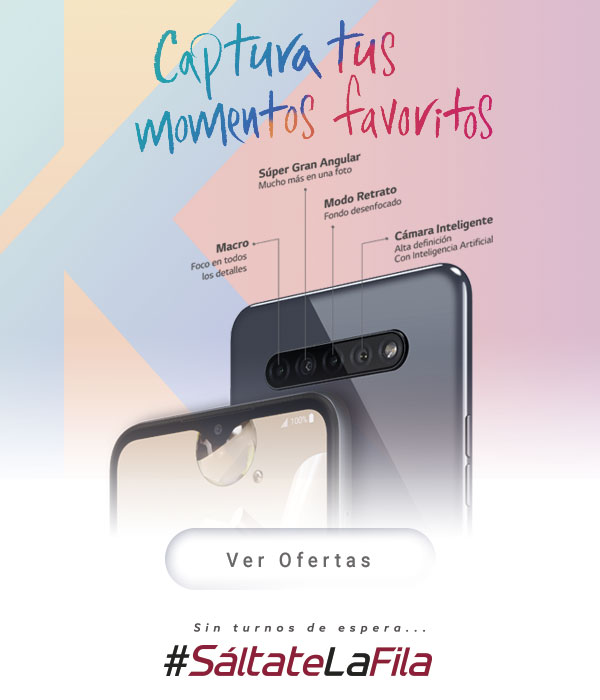 Captura tus
momentos favoritos
Súper Gran Angular
Mucho más en una foto
Modo Retrato
Fondo desenfocado
Cámara Inteligente
Alta definición
Con Inteligencia Artificial
Macro
Foco en todos
los detalles
100%
Ver Ofertas
Sin turnos de espera...
#SáltateLaFila